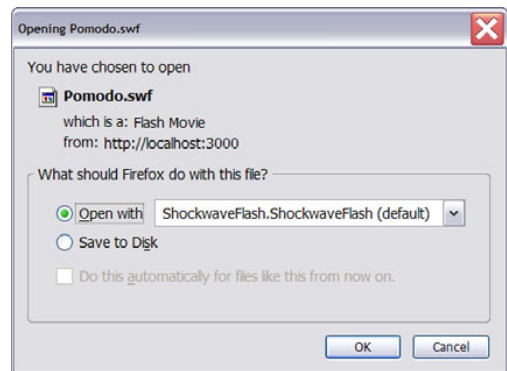 Opening Pomodo.swf
You have chosen to open
Pomodo.swf
which is a: Flash Movie
from: http://localhost:3000
What should Firefox do with this file?
Open with ShockwaveFlash.ShockwaveFlash (default)
Save to Disk
Do this automatically for files like this from now on.
OK Cancel